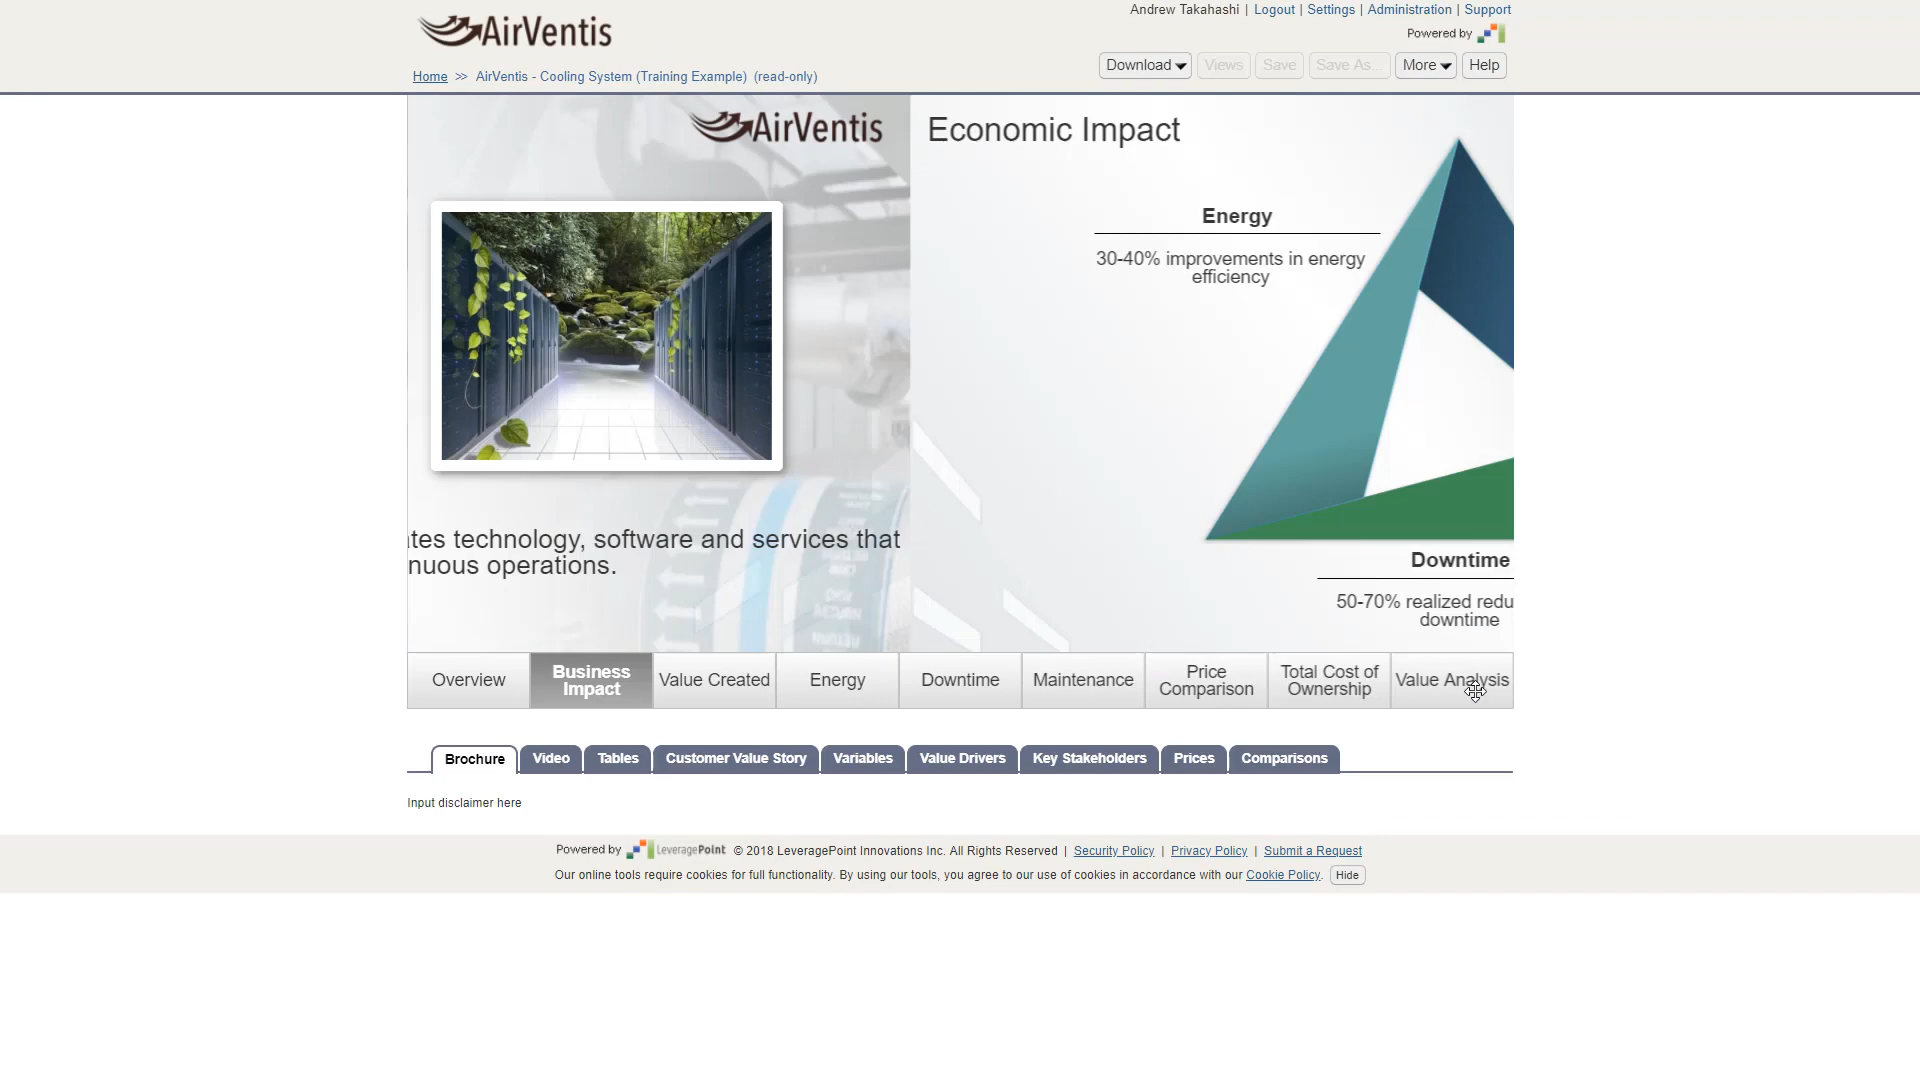 AirVentis
Andrew Takahashi | Logout | Settings | Administration | Support
Powered by
Home >> AirVentis - Cooling System (Training Example) (read-only)
Download Views Save Save As... More Help
AirVentis
Economic Impact
Energy
30-40% improvements in energy
efficiency
ates technology, software and services that
nuous operations.
Downtime
50-70% realized redu
downtime
Overview
Business
Impact
Value Created
Energy
Downtime
Maintenance
Price
Comparison
Total Cost of
Ownership
Value Analysis
Brochure Video Tables Customer Value Story Variables Value Drivers Key Stakeholders Prices Comparisons
Input disclaimer here
Powered by LeveragePoint © 2018 LeveragePoint Innovations Inc. All Rights Reserved | Security Policy | Privacy Policy | Submit a Request
Our online tools require cookies for full functionality. By using our tools, you agree to our use of cookies in accordance with our Cookie Policy. Hide